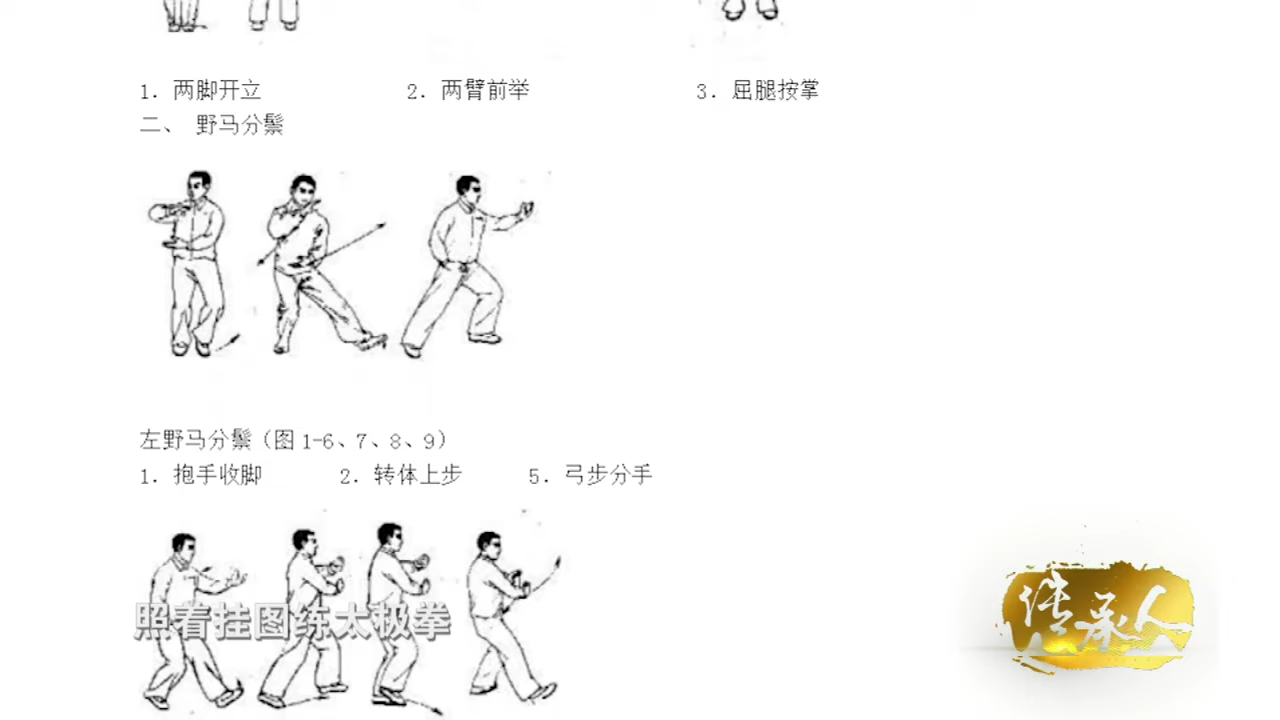 1. 两脚开立 2. 两臂前举 3. 屈腿按掌
二、 野马分鬃
左野马分鬃（图1-6、7、8、9）
1. 抱手收脚 2. 转体上步 5. 弓步分手
照着挂图练太极拳
传承人